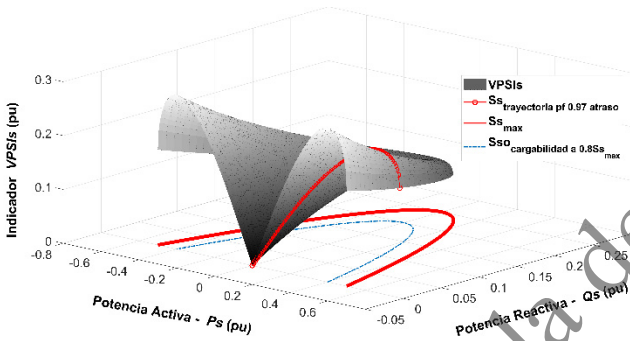 0.3
0.2
0.1
0
Indicador VPSIs (pu)
VPSIs
Ss trayectoria pf 0.97 atraso
Ss max
Sso cargabilidad a 0.8Ss max
-0.8
-0.6
-0.4
-0.2
0
0.2
0.4
0.6
Potencia Activa - Ps (pu)
-0.05
0
0.05
0.1
0.15
0.2
0.25
Potencia Reactiva - Qs (pu)
la de